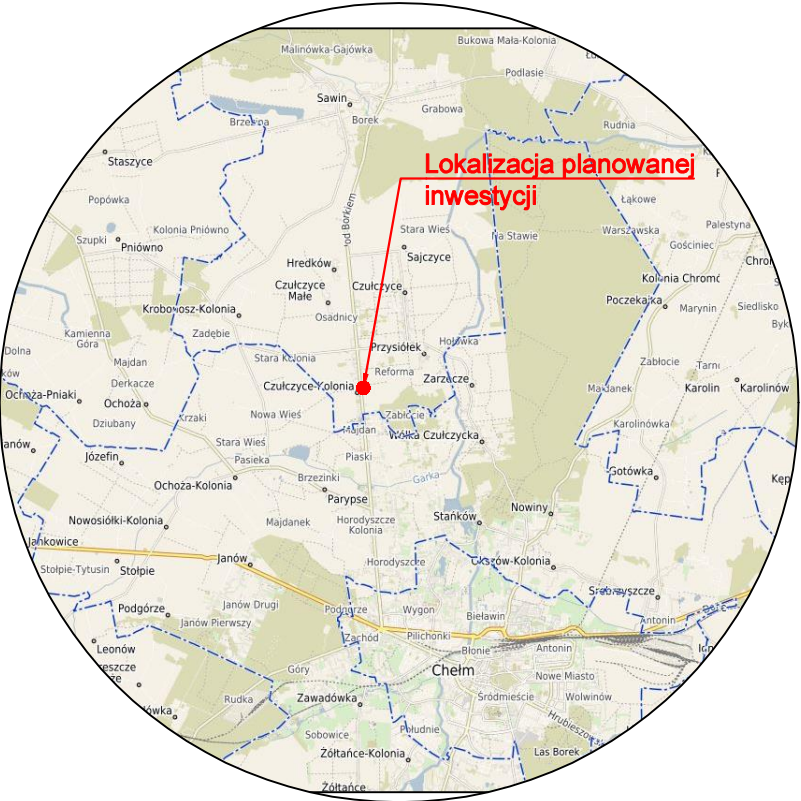 Bukowa Mała-Kolonia
Malinówka-Gajówka
Podlasie
Sawin
Grabowa
Borek
Rudnia
Staszyce
Lokalizacja planowanej
inwestycji
Popówka
Łąkowe
pod Borkiem
Kolonia Pniówno
Stara Wieś
Na Stawie
Warszawska
Palestyna
Szupki
Pniówno
Gościniec
Sajczyce
Hredków
Kolonia Chromó
Czułczyce
Małe
Czułczyce
Poczekajka
Marynin
Siedlisko
Krobonosz-Kolonia
Osadnicy
Kamienna
Góra
Zadębie
Hołówka
Dolna
Przysiółek
Stara Kolonia
Majdan
Zabłocie
Reforma
Derkacze
Czułczyce-Kolonia
Zarzecze
Majdanek
Karolin
Karolinów
Ochoża-Pniaki
Ochoża
Zabłocie
Nowa Wieś
Krzaki
Dziubany
Karolinówka
Majdan
Wólka Czułczycka
Stara Wieś
Józefin
Pasieka
Piaski
Gotówka
Garka
Brzezinki
Ochoża-Kolonia
Parypse
Nowiny
Stańków
Nowosiółki-Kolonia
Majdanek
Horodyszcze
Kolonia
Jankowice
Janów
Horodyszcze
Okszów-Kolonia
Stołpie-Tytusin
Stołpie
Srebrzyszcze
Podgórze
Janów Drugi
Podgórze
Wygon
Bieławin
Antonin
Janów Pierwszy
Zachód
Pilichonki
Leonów
Błonie
Antonin
Góry
Chełm
Nowe Miasto
Rudka
Zawadówka
Śródmieście
Wolwinów
Hrubieszows
Sobowice
Południe
Żółtańce-Kolonia
Las Borek
Żółtańce